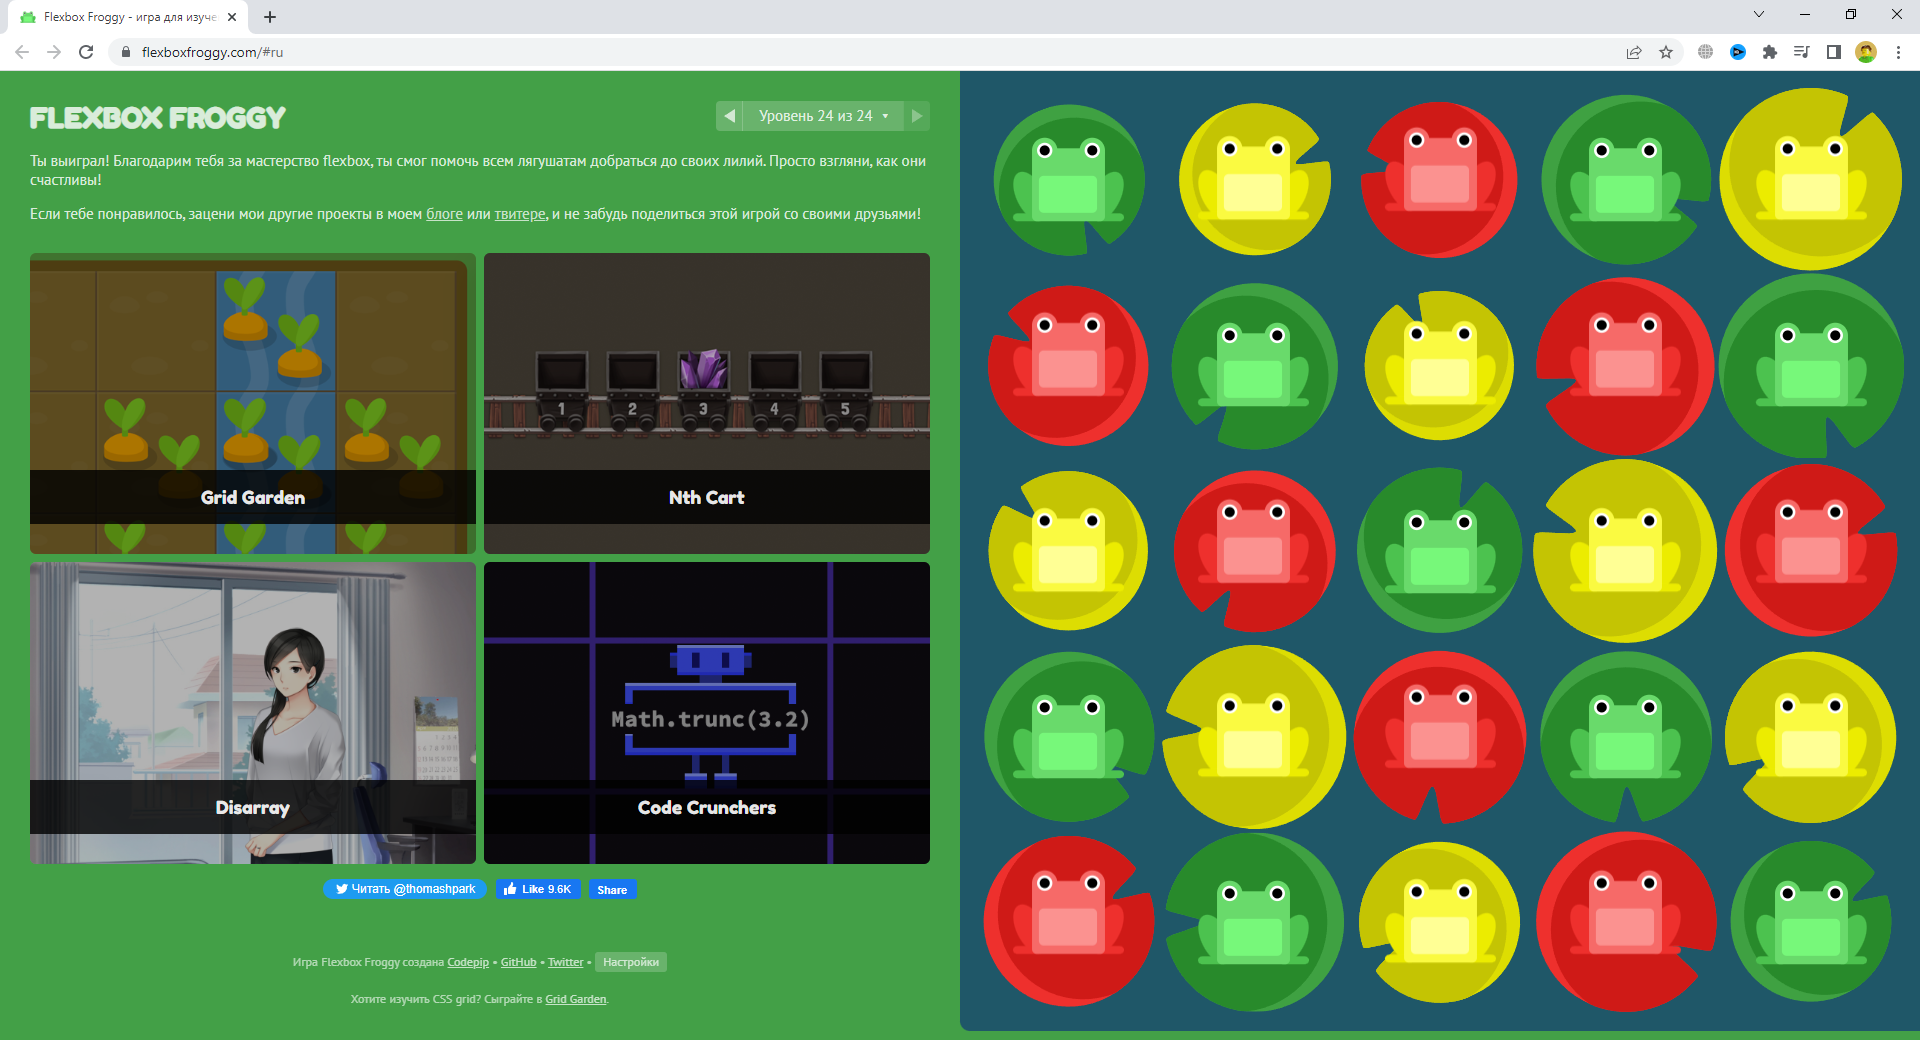 Flexbox Froggy - игра для изуче
flexboxfroggy.com/#ru
FLEXBOX FROGGY
Уровень 24 из 24
Ты выиграл! Благодарим тебя за мастерство flexbox, ты смог помочь всем лягушатам добраться до своих лилий. Просто взгляни, как они
счастливы!
Если тебе понравилось, зацени мои другие проекты в моем блоге или твитере, и не забудь поделиться этой игрой со своими друзьями!
Grid Garden
1 2 3 4 5
Nth Cart
Disarray
Math.trunc(3.2)
Code Crunchers
Читать @thomashpark
Like 9.6K
Share
Игра Flexbox Froggy создана Codepip • GitHub • Twitter • Настройки
Хотите изучить CSS grid? Сыграйте в Grid Garden.